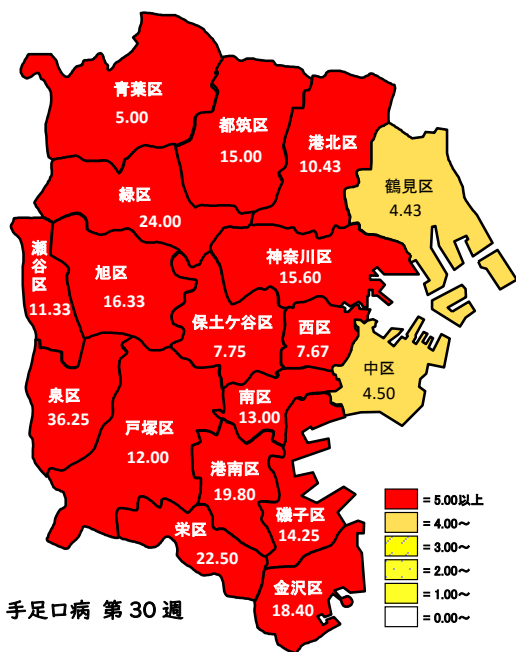 青葉区
5.00
都筑区
15.00
港北区
10.43
鶴見区
4.43
緑区
24.00
瀬谷区
11.33
旭区
16.33
神奈川区
15.60
保土ケ谷区
7.75
西区
7.67
中区
4.50
泉区
36.25
戸塚区
12.00
南区
13.00
港南区
19.80
磯子区
14.25
栄区
22.50
金沢区
18.40
= 5.00以上
= 4.00～
= 3.00～
= 2.00～
= 1.00～
= 0.00～
手足口病 第30週